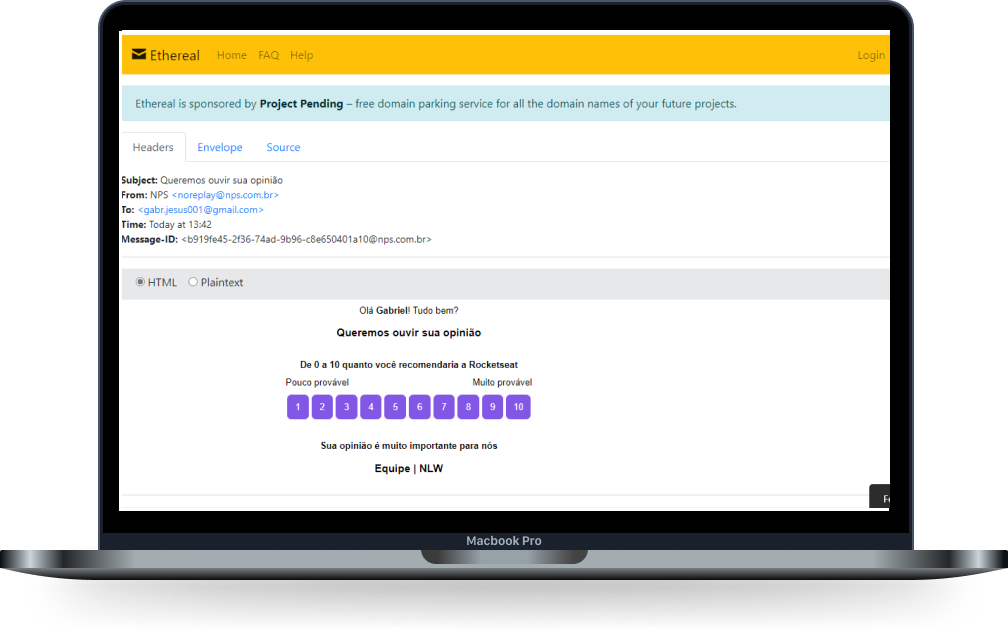 Ethereal Home FAQ Help Login
Ethereal is sponsored by Project Pending – free domain parking service for all the domain names of your future projects.
Headers Envelope Source
Subject: Queremos ouvir sua opinião
From: NPS <noreplay@nps.com.br>
To: <gabr.jesus001@gmail.com>
Time: Today at 13:42
Message-ID: <b919fe45-2f36-74ad-9b96-c8e650401a10@nps.com.br>
HTML Plaintext
Olá Gabriel! Tudo bem?
Queremos ouvir sua opinião
De 0 a 10 quanto você recomendaria a Rocketseat
Pouco provável Muito provável
1 2 3 4 5 6 7 8 9 10
Sua opinião é muito importante para nós
Equipe | NLW
Macbook Pro